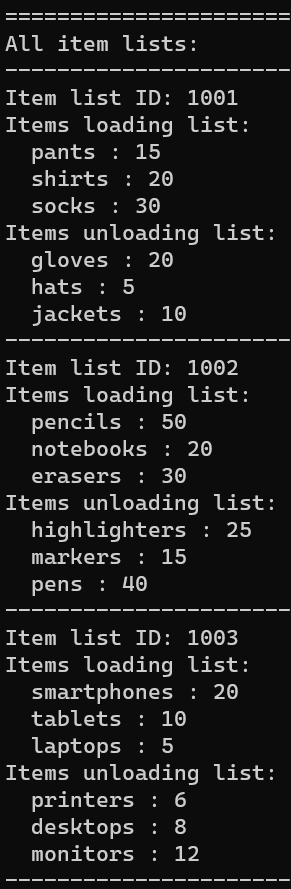 ======================
All item lists:
----------------------
Item list ID: 1001
Items loading list:
  pants : 15
  shirts : 20
  socks : 30
Items unloading list:
  gloves : 20
  hats : 5
  jackets : 10
----------------------
Item list ID: 1002
Items loading list:
  pencils : 50
  notebooks : 20
  erasers : 30
Items unloading list:
  highlighters : 25
  markers : 15
  pens : 40
----------------------
Item list ID: 1003
Items loading list:
  smartphones : 20
  tablets : 10
  laptops : 5
Items unloading list:
  printers : 6
  desktops : 8
  monitors : 12
----------------------